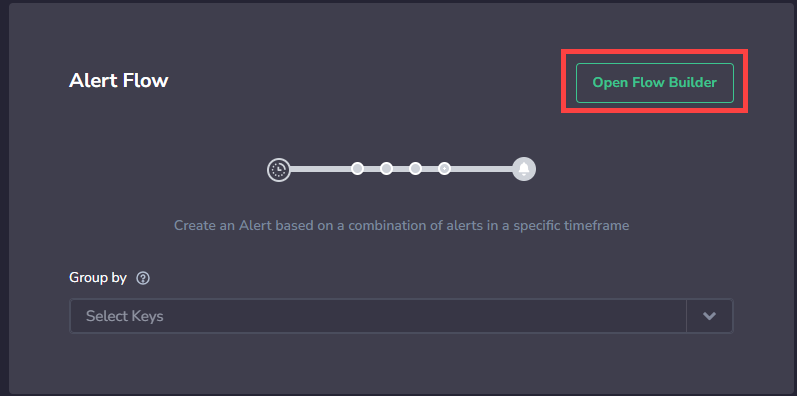 Alert Flow
Open Flow Builder
Create an Alert based on a combination of alerts in a specific timeframe
Group by
Select Keys